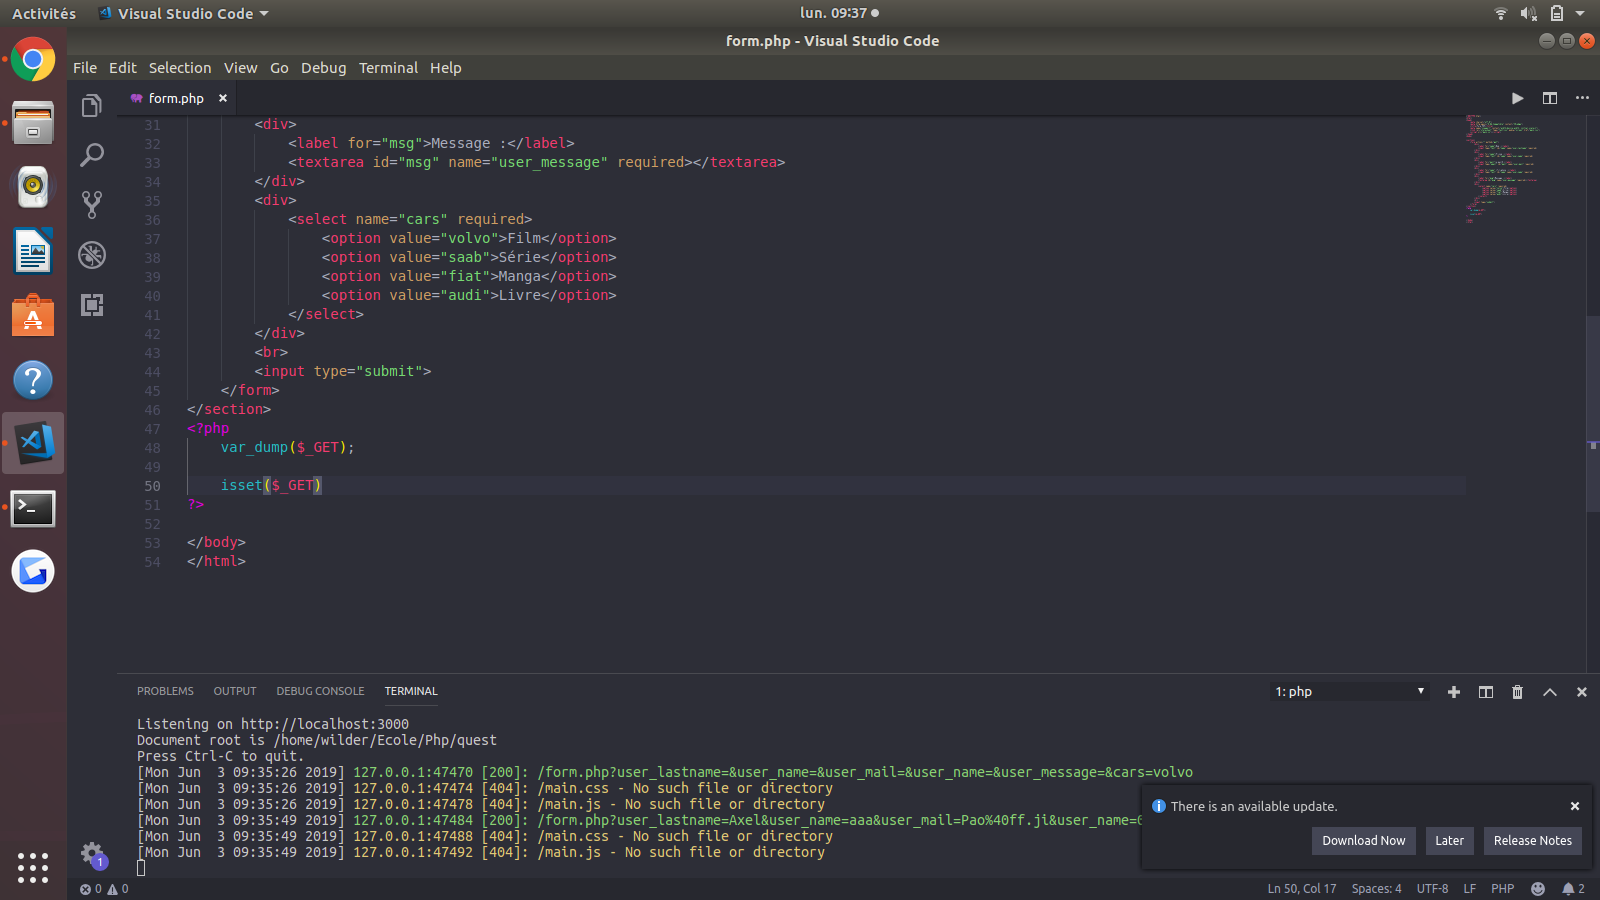 Activités
Visual Studio Code
lun. 09:37
form.php - Visual Studio Code
File Edit Selection View Go Debug Terminal Help
form.php
31 <div>
32 <label for="msg">Message :</label>
33 <textarea id="msg" name="user_message" required></textarea>
34 </div>
35 <div>
36 <select name="cars" required>
37 <option value="volvo">Film</option>
38 <option value="saab">Série</option>
39 <option value="fiat">Manga</option>
40 <option value="audi">Livre</option>
41 </select>
42 </div>
43 <br>
44 <input type="submit">
45 </form>
46 </section>
47 <?php
48 var_dump($_GET);
49
50 isset($_GET)
51 ?>
52
53 </body>
54 </html>
PROBLEMS OUTPUT DEBUG CONSOLE TERMINAL
1: php
Listening on http://localhost:3000
Document root is /home/wilder/Ecole/Php/quest
Press Ctrl-C to quit.
[Mon Jun  3 09:35:26 2019] 127.0.0.1:47470 [200]: /form.php?user_lastname=&user_name=&user_mail=&user_name=&user_message=&cars=volvo
[Mon Jun  3 09:35:26 2019] 127.0.0.1:47474 [404]: /main.css - No such file or directory
[Mon Jun  3 09:35:26 2019] 127.0.0.1:47478 [404]: /main.js - No such file or directory
[Mon Jun  3 09:35:49 2019] 127.0.0.1:47484 [200]: /form.php?user_lastname=Axel&user_name=aaa&user_mail=Pao%40ff.ji&user_name=
[Mon Jun  3 09:35:49 2019] 127.0.0.1:47488 [404]: /main.css - No such file or directory
[Mon Jun  3 09:35:49 2019] 127.0.0.1:47492 [404]: /main.js - No such file or directory
There is an available update.
Download Now Later Release Notes
1
0 0
Ln 50, Col 17 Spaces: 4 UTF-8 LF PHP 2